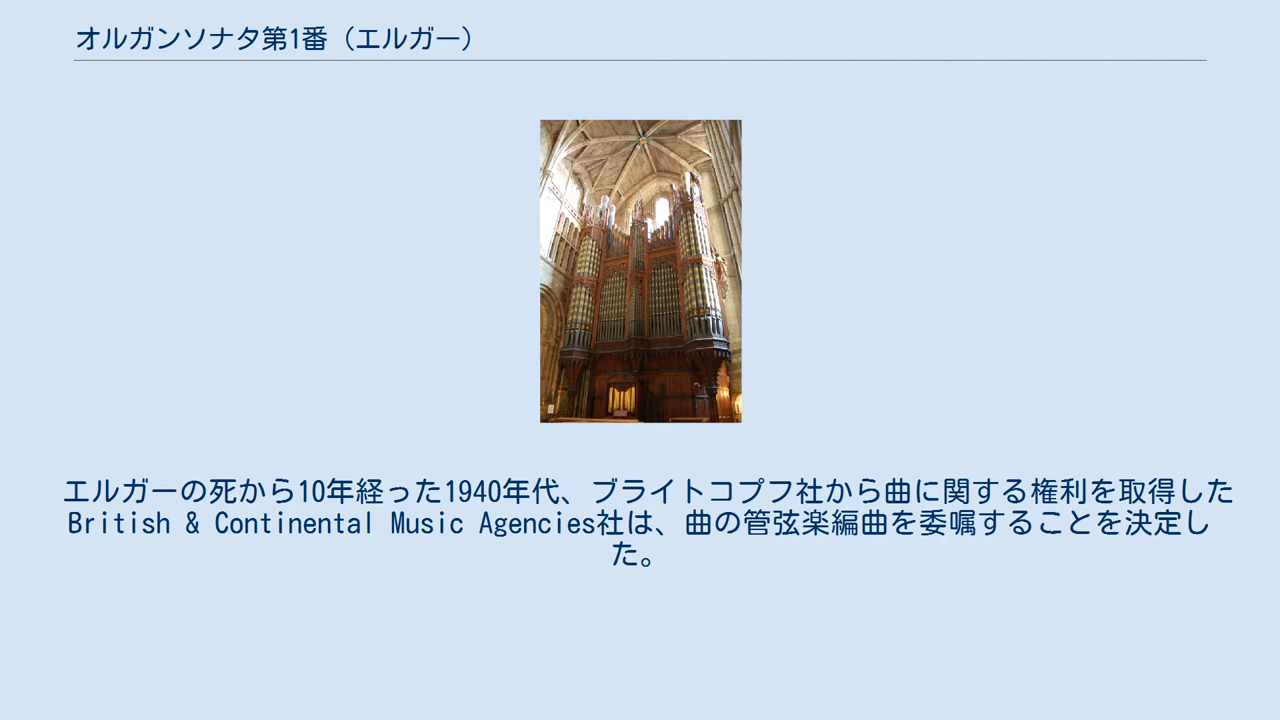 オルガンソナタ第1番（エルガー）
エルガーの死から10年経った1940年代、ブライトコプフ社から曲に関する権利を取得した
British & Continental Music Agencies社は、曲の管弦楽編曲を委嘱することを決定し
た。